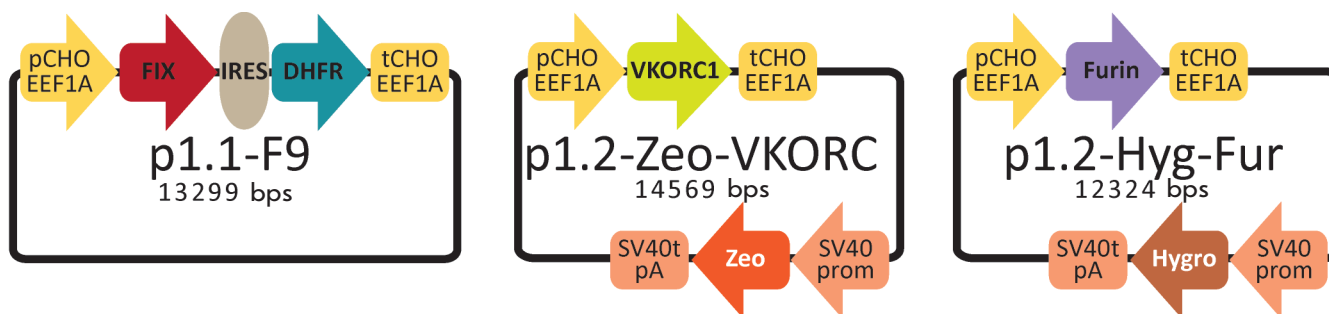 pCHO
EEF1A
FIX
IRES
DHFR
tCHO
EEF1A
p1.1-F9
13299 bps
pCHO
EEF1A
VKORC1
tCHO
EEF1A
p1.2-Zeo-VKORC
14569 bps
SV40t
pA
Zeo
SV40
prom
pCHO
EEF1A
Furin
tCHO
EEF1A
p1.2-Hyg-Fur
12324 bps
SV40t
pA
Hygro
SV40
prom